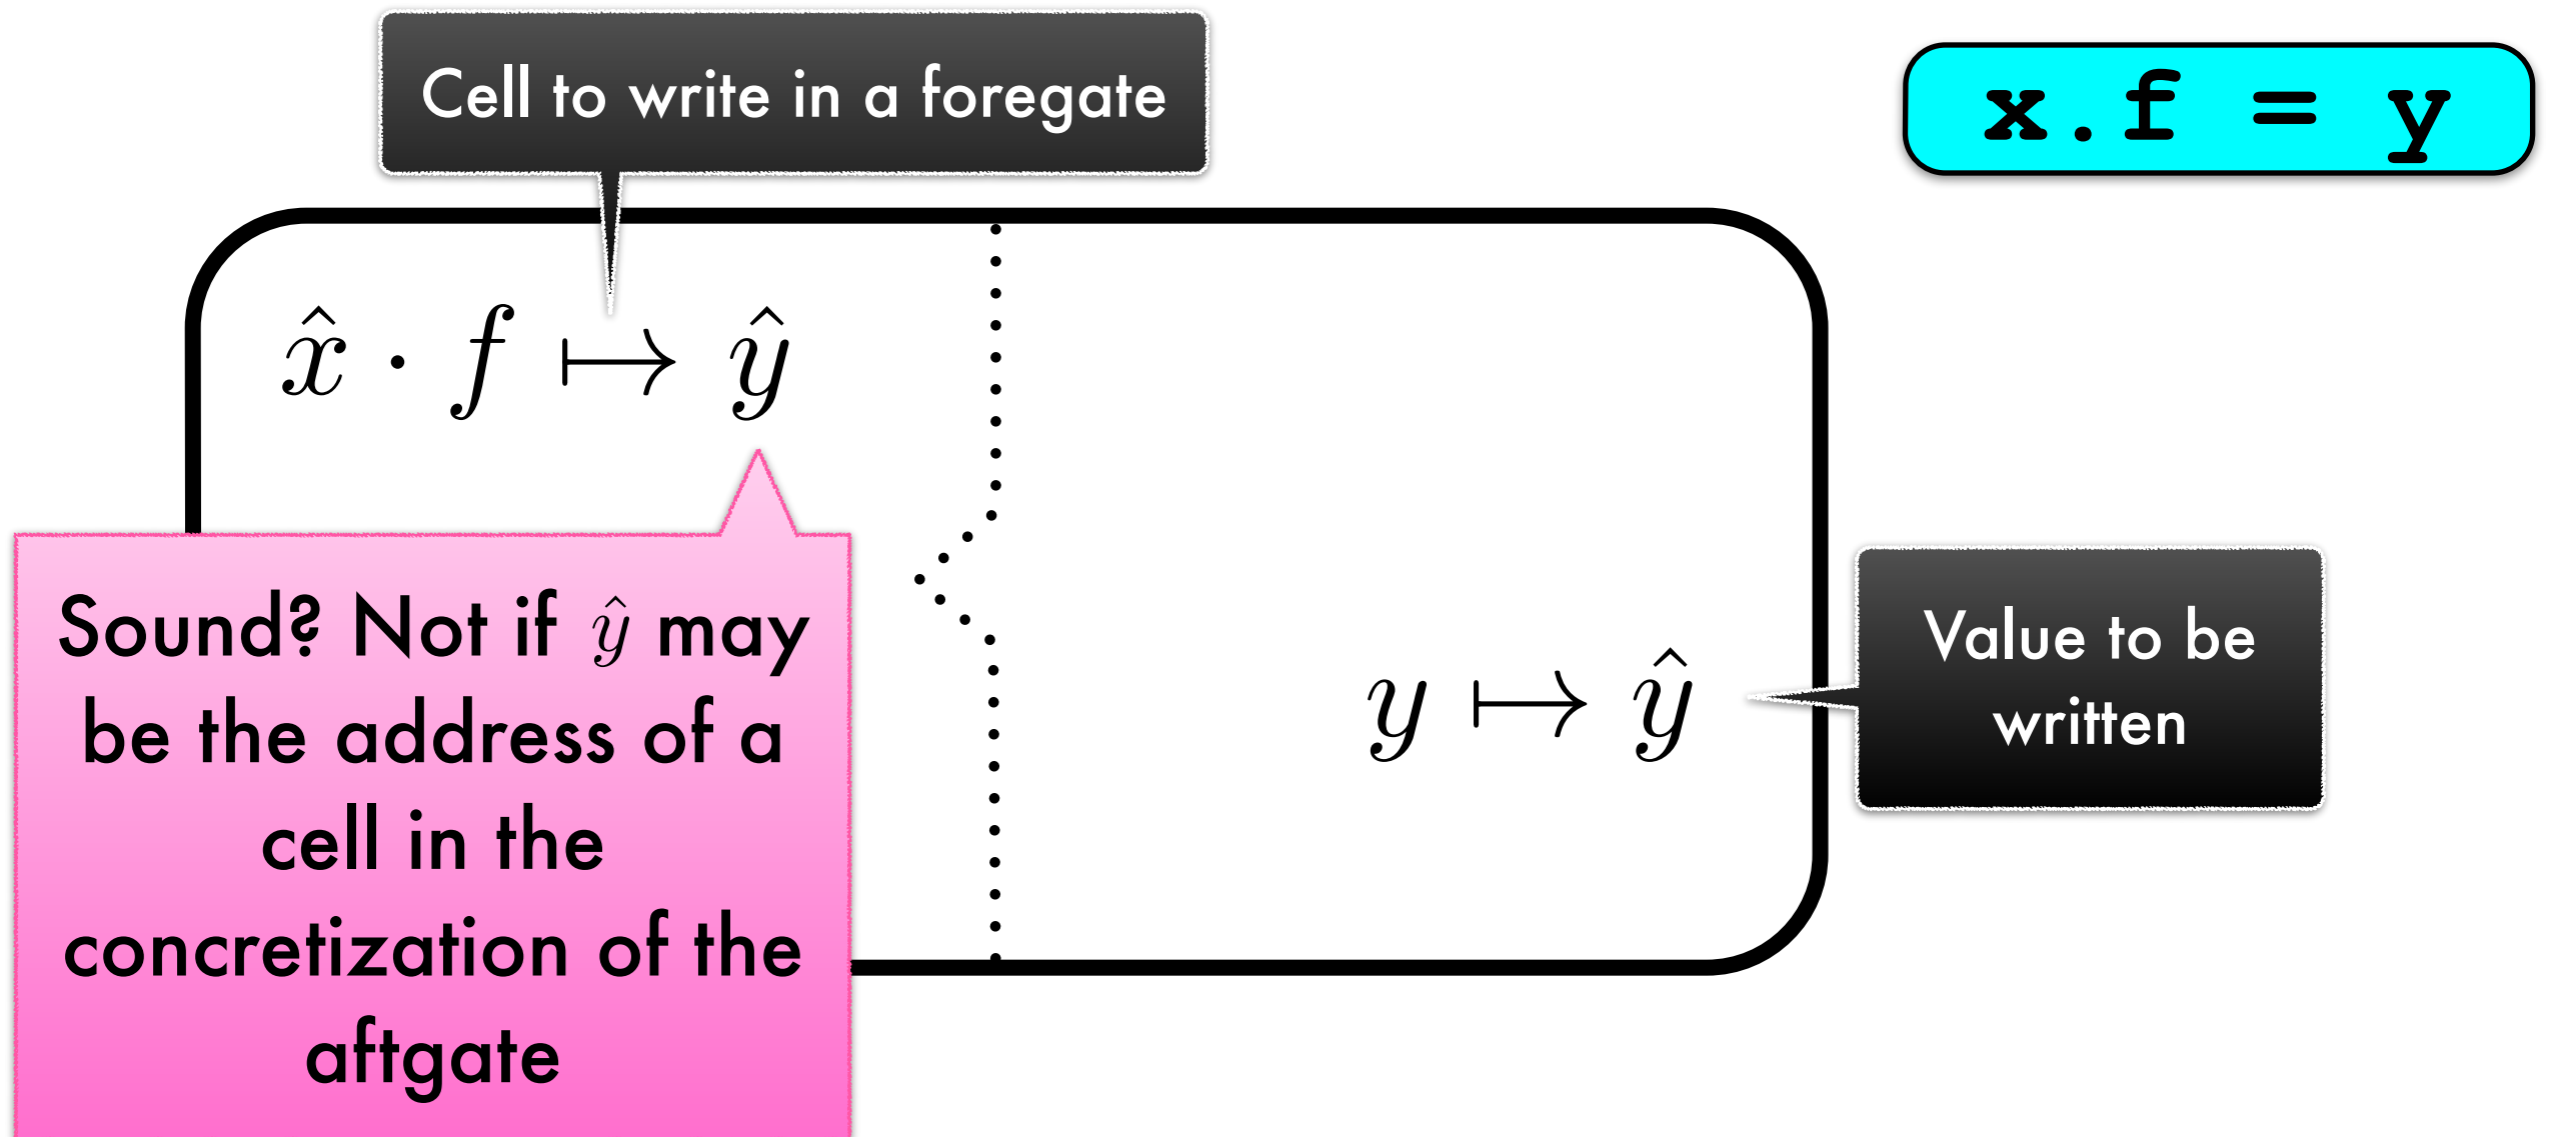 Cell to write in a foregate
x.f = y
x̂ · f ↦ ŷ
Sound? Not if ŷ may
be the address of a
cell in the
concretization of the
aftgate
y ↦ ŷ
Value to be
written